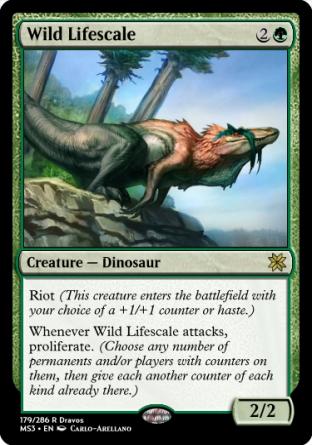 Wild Lifescale 2
Creature — Dinosaur
Riot (This creature enters the battlefield with
your choice of a +1/+1 counter or haste.)
Whenever Wild Lifescale attacks,
proliferate. (Choose any number of
permanents and/or players with counters on
them, then give each another counter of each
kind already there.)
2/2
179/286 R Dravos
MS3 • EN Carlo-Arellano